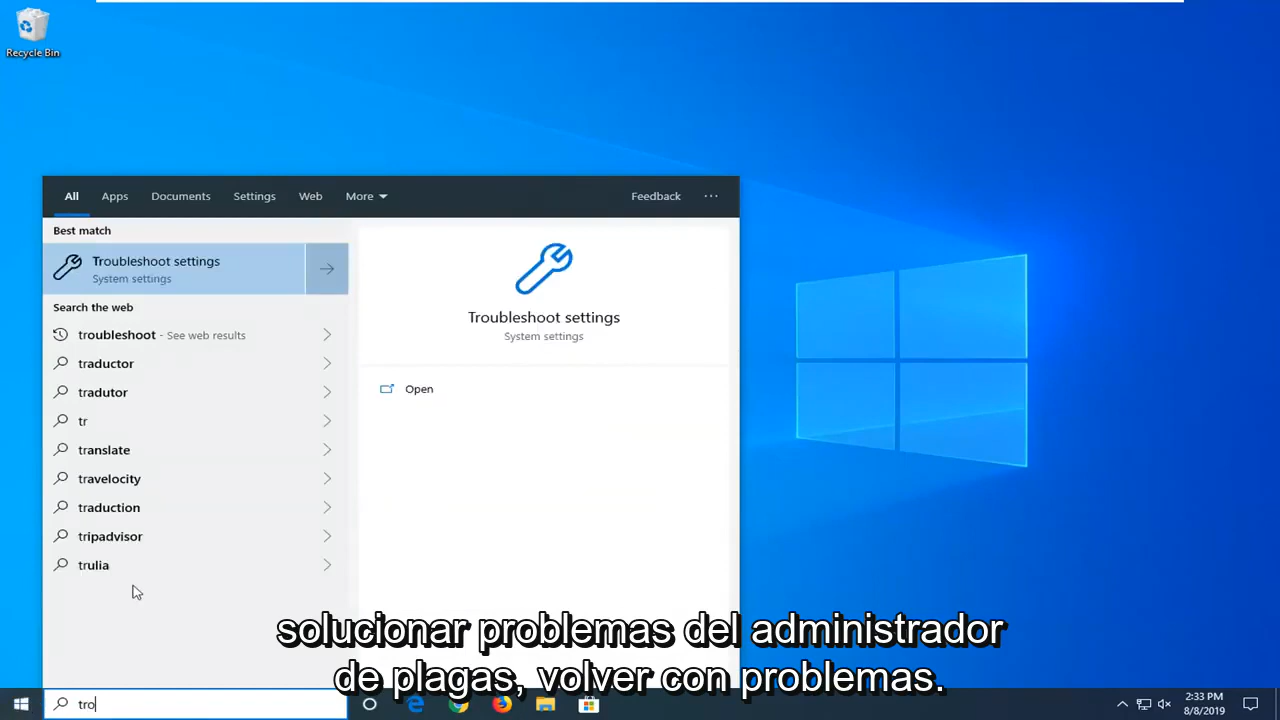 Recycle Bin
All Apps Documents Settings Web More Feedback ...
Best match
Troubleshoot settings
System settings
Search the web
troubleshoot - See web results
traductor
tradutor
tr
translate
travelocity
traduction
tripadvisor
trulia
Troubleshoot settings
System settings
Open
solucionar problemas del administrador
de plagas, volver con problemas.
tro
2:33 PM
8/8/2019